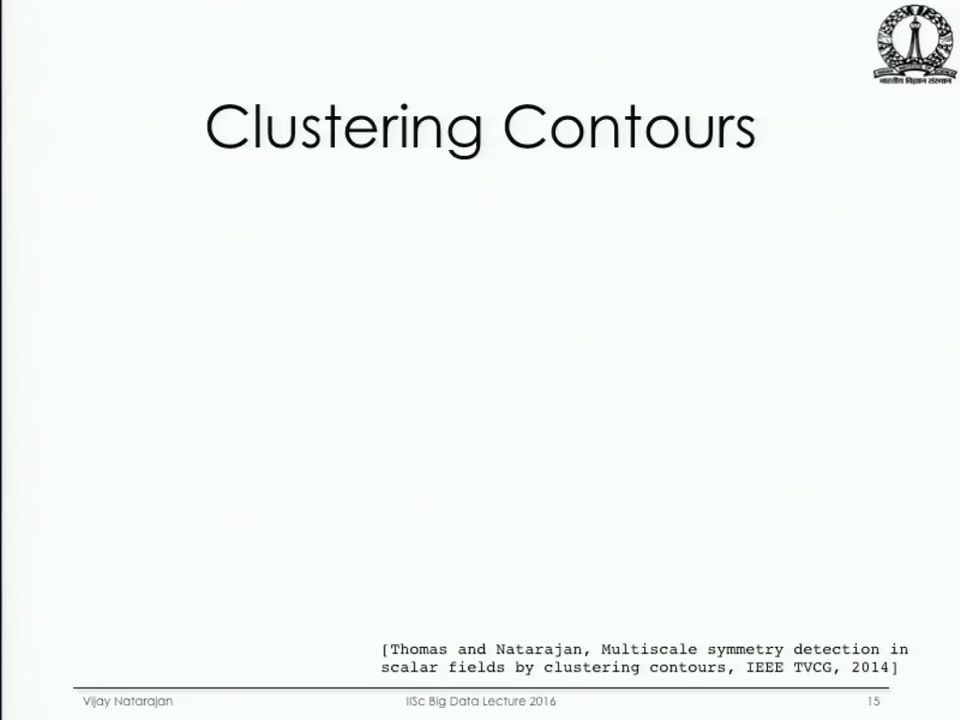 Clustering Contours
[Thomas and Natarajan, Multiscale symmetry detection in
scalar fields by clustering contours, IEEE TVCG, 2014]
Vijay Natarajan
IISc Big Data Lecture 2016
15
भारतीय विज्ञान संस्थान